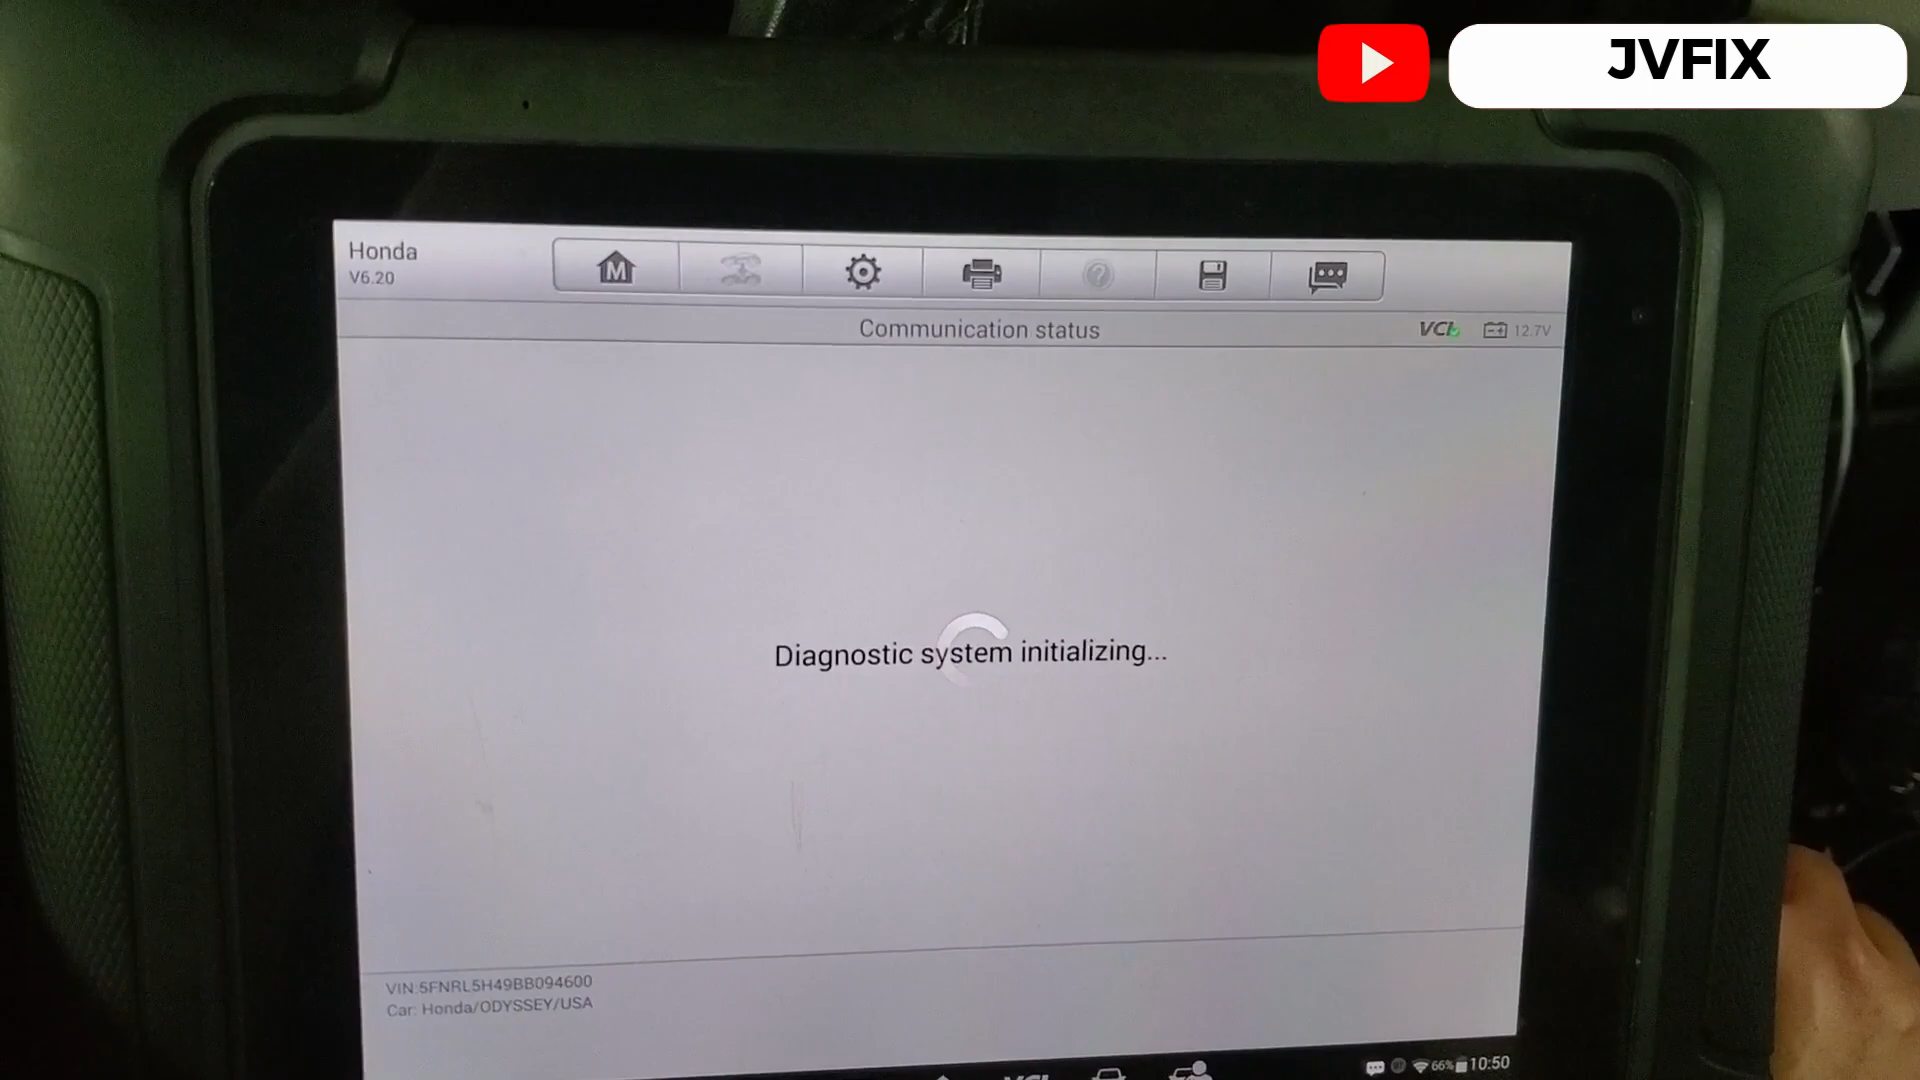 JVFIX
Honda
V6.20
M
Communication status
VCI
12.7V
Diagnostic system initializing...
VIN:5FNRL5H49BB094600
Car: Honda/ODYSSEY/USA
VCI
66%
10:50